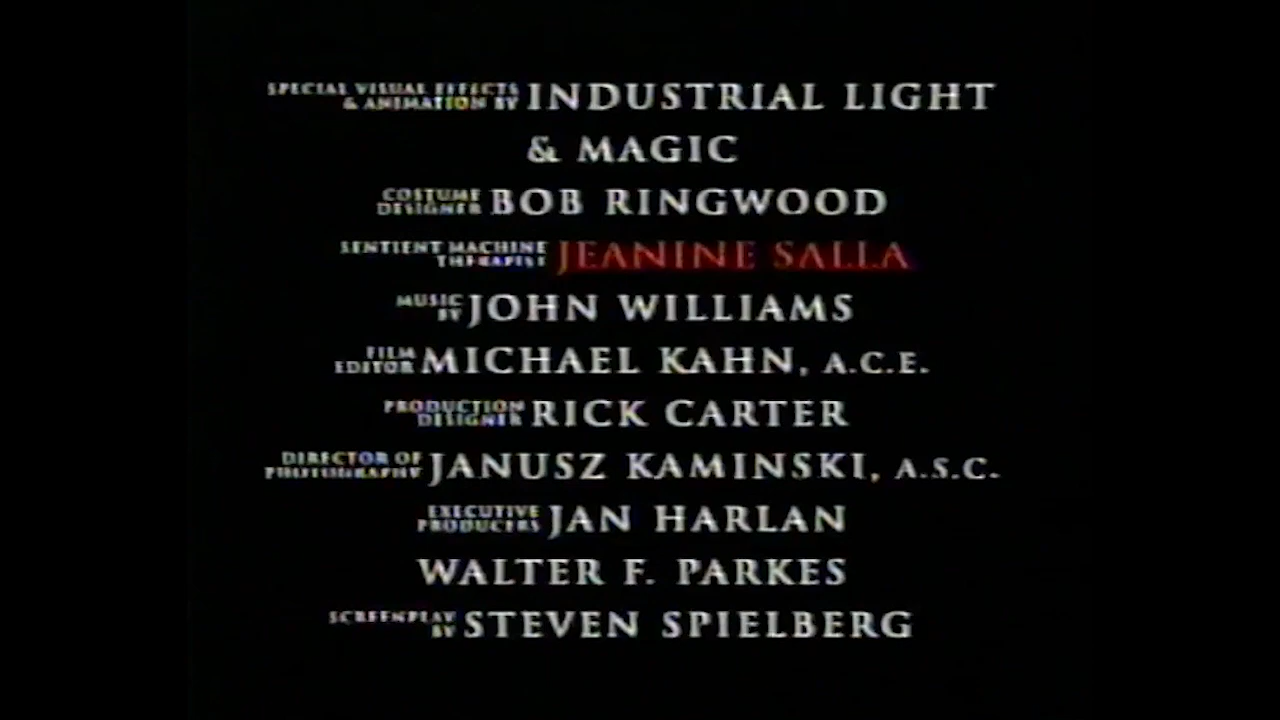 SPECIAL VISUAL EFFECTS
& ANIMATION BY INDUSTRIAL LIGHT
& MAGIC
COSTUME
DESIGNER BOB RINGWOOD
SENTIENT MACHINE
THERAPIST JEANINE SALLA
MUSIC
BY JOHN WILLIAMS
FILM
EDITOR MICHAEL KAHN, A.C.E.
PRODUCTION
DESIGNER RICK CARTER
DIRECTOR OF
PHOTOGRAPHY JANUSZ KAMINSKI, A.S.C.
EXECUTIVE
PRODUCERS JAN HARLAN
WALTER F. PARKES
SCREENPLAY
BY STEVEN SPIELBERG